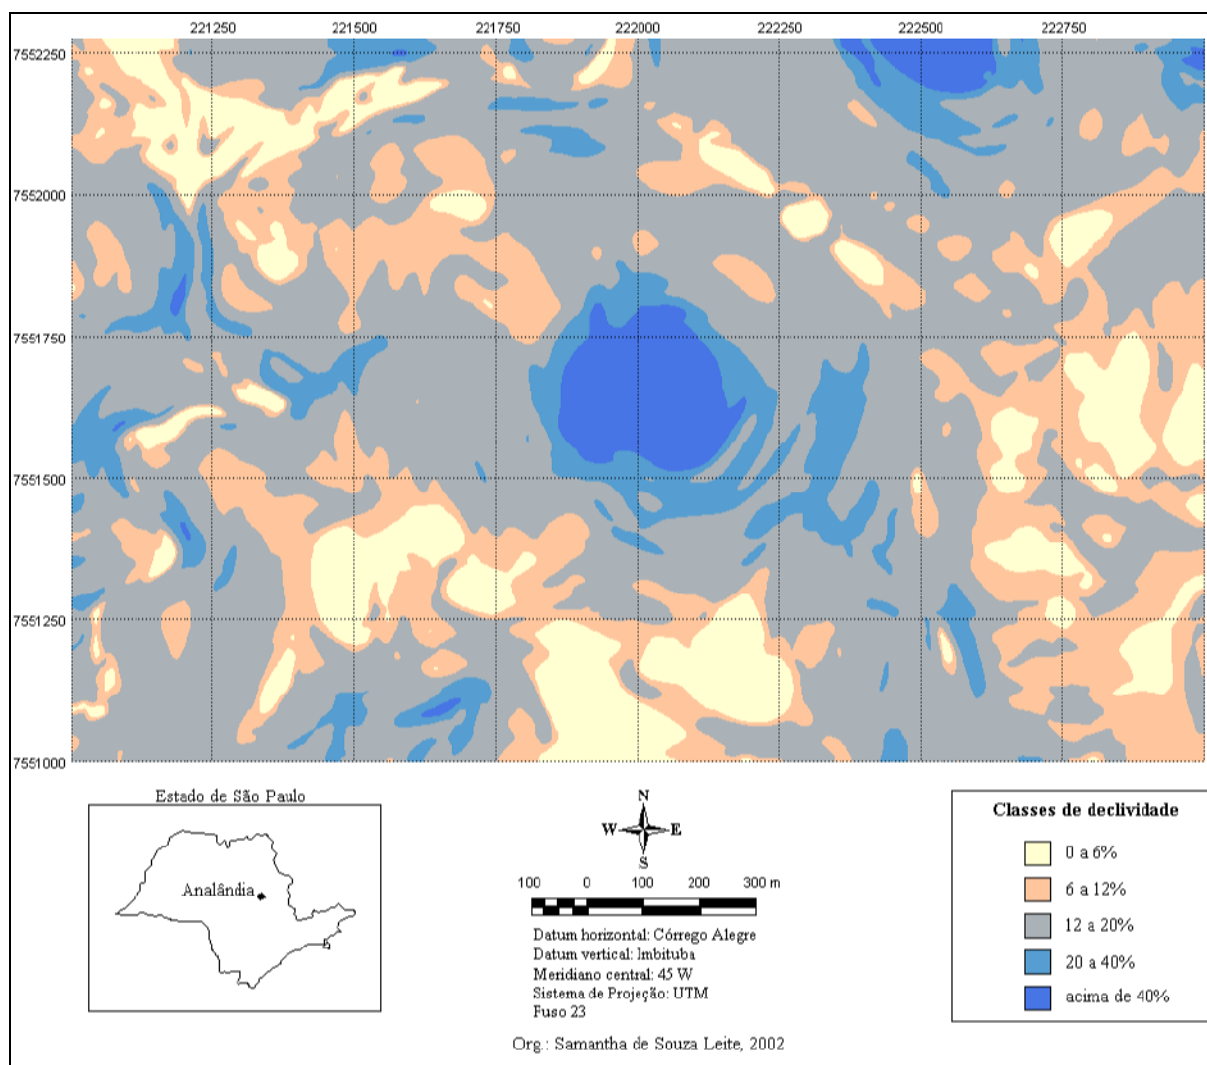 221250 221500 221750 222000 222250 222500 222750
7552250
7552000
7551750
7551500
7551250
7551000
Estado de São Paulo
Analândia
N
W E
S
100 0 100 200 300 m
Datum horizontal: Córrego Alegre
Datum vertical: Imbituba
Meridiano central: 45 W
Sistema de Projeção: UTM
Fuso 23
Org.: Samantha de Souza Leite, 2002
Classes de declividade
0 a 6%
6 a 12%
12 a 20%
20 a 40%
acima de 40%